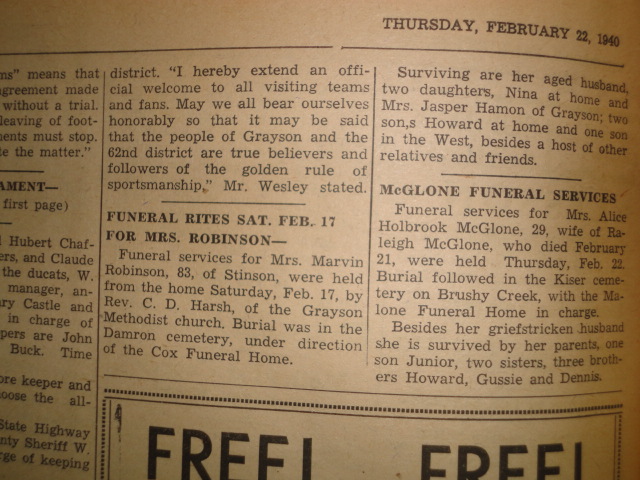 THURSDAY, FEBRUARY 22, 1940
ns" means that
agreement made
without a trial.
leaving of foot-
ments must stop.
te the matter."
AMENT—
first page)
l Hubert Chaf-
ers, and Claude
the ducats, W.
manager, an-
ary Castle and
in charge of
pers are John
Buck. Time
ore keeper and
oose the all-
State Highway
nty Sheriff W.
rge of keeping
district. "I hereby extend an offi-
cial welcome to all visiting teams
and fans. May we all bear ourselves
honorably so that it may be said
that the people of Grayson and the
62nd district are true believers and
followers of the golden rule of
sportsmanship," Mr. Wesley stated.
FUNERAL RITES SAT. FEB. 17
FOR MRS. ROBINSON—
Funeral services for Mrs. Marvin
Robinson, 83, of Stinson, were held
from the home Saturday, Feb. 17, by
Rev. C. D. Harsh, of the Grayson
Methodist church. Burial was in the
Damron cemetery, under direction
of the Cox Funeral Home.
Surviving are her aged husband,
two daughters, Nina at home and
Mrs. Jasper Hamon of Grayson; two
son,s Howard at home and one son
in the West, besides a host of other
relatives and friends.
McGLONE FUNERAL SERVICES
Funeral services for Mrs. Alice
Holbrook McGlone, 29, wife of Ra-
leigh McGlone, who died February
21, were held Thursday, Feb. 22.
Burial followed in the Kiser ceme-
tery on Brushy Creek, with the Ma-
lone Funeral Home in charge.
Besides her griefstricken husband
she is survived by her parents, one
son Junior, two sisters, three broth-
ers Howard, Gussie and Dennis.
FREE! FREE!